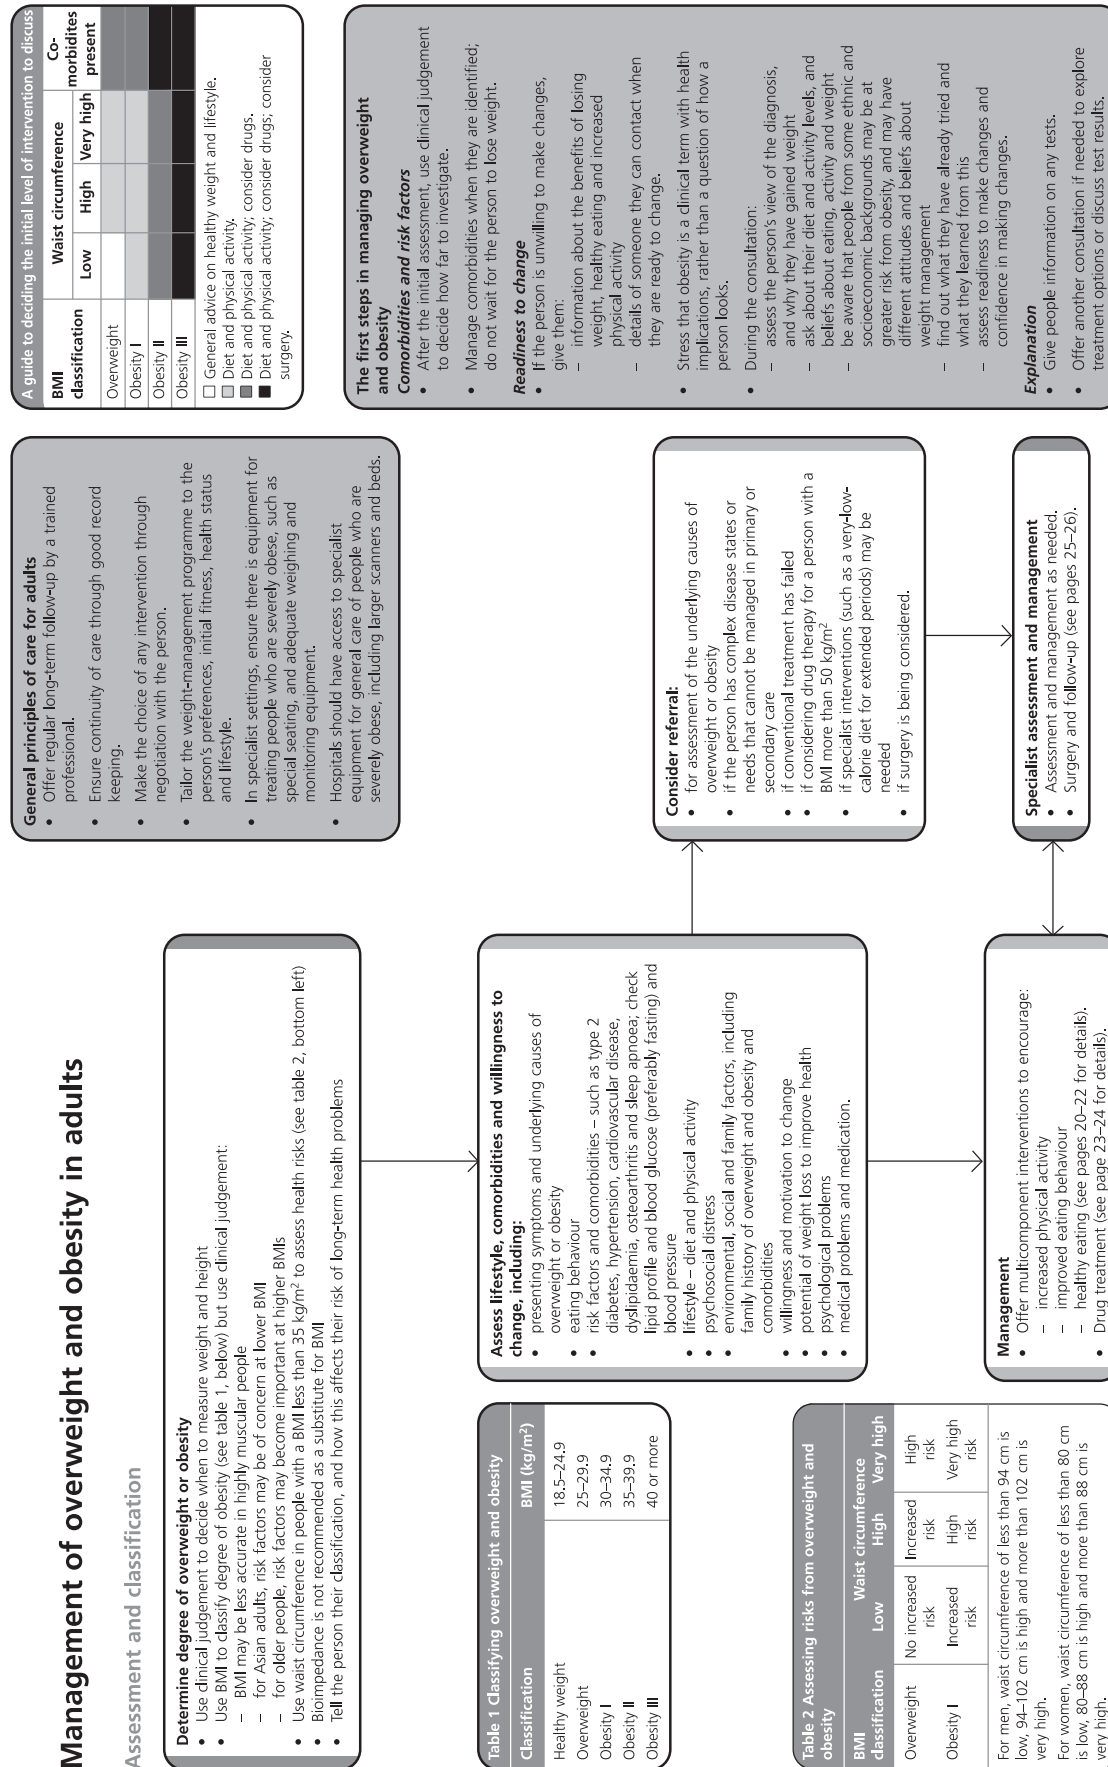 Management of overweight and obesity in adults
Assessment and classification
Determine degree of overweight or obesity
• Use clinical judgement to decide when to measure weight and height
• Use BMI to classify degree of obesity (see table 1, below) but use clinical judgement:
– BMI may be less accurate in highly muscular people
– for Asian adults, risk factors may be of concern at lower BMI
– for older people, risk factors may become important at higher BMIs
• Use waist circumference in people with a BMI less than 35 kg/m² to assess health risks (see table 2, bottom left)
• Bioimpedance is not recommended as a substitute for BMI
• Tell the person their classification, and how this affects their risk of long-term health problems
Table 1 Classifying overweight and obesity
Classification BMI (kg/m²)
Healthy weight 18.5–24.9
Overweight 25–29.9
Obesity I 30–34.9
Obesity II 35–39.9
Obesity III 40 or more
Table 2 Assessing risks from overweight and
obesity
BMI Waist circumference
classification Low High Very high
Overweight No increased Increased High
risk risk risk
Obesity I Increased High Very high
risk risk risk
For men, waist circumference of less than 94 cm is
low, 94–102 cm is high and more than 102 cm is
very high.
For women, waist circumference of less than 80 cm
is low, 80–88 cm is high and more than 88 cm is
very high.
Assess lifestyle, comorbidities and willingness to
change, including:
• presenting symptoms and underlying causes of
overweight or obesity
• eating behaviour
• risk factors and comorbidities – such as type 2
diabetes, hypertension, cardiovascular disease,
dyslipidaemia, osteoarthritis and sleep apnoea; check
lipid profile and blood glucose (preferably fasting) and
blood pressure
• lifestyle – diet and physical activity
• psychosocial distress
• environmental, social and family factors, including
family history of overweight and obesity and
comorbidities
• willingness and motivation to change
• potential of weight loss to improve health
• psychological problems
• medical problems and medication.
Management
• Offer multicomponent interventions to encourage:
– increased physical activity
– improved eating behaviour
– healthy eating (see pages 20–22 for details).
• Drug treatment (see page 23–24 for details).
General principles of care for adults
• Offer regular long-term follow-up by a trained
professional.
• Ensure continuity of care through good record
keeping.
• Make the choice of any intervention through
negotiation with the person.
• Tailor the weight-management programme to the
person's preferences, initial fitness, health status
and lifestyle.
• In specialist settings, ensure there is equipment for
treating people who are severely obese, such as
special seating, and adequate weighing and
monitoring equipment.
• Hospitals should have access to specialist
equipment for general care of people who are
severely obese, including larger scanners and beds.
Consider referral:
• for assessment of the underlying causes of
overweight or obesity
• if the person has complex disease states or
needs that cannot be managed in primary or
secondary care
• if conventional treatment has failed
• if considering drug therapy for a person with a
BMI more than 50 kg/m²
• if specialist interventions (such as a very-low-
calorie diet for extended periods) may be
needed
• if surgery is being considered.
Specialist assessment and management
• Assessment and management as needed.
• Surgery and follow-up (see pages 25–26).
A guide to deciding the initial level of intervention to discuss
BMI Waist circumference Co-
classification Low High Very high morbidites
present
Overweight
Obesity I
Obesity II
Obesity III
General advice on healthy weight and lifestyle.
Diet and physical activity.
Diet and physical activity; consider drugs.
Diet and physical activity; consider drugs; consider
surgery.
The first steps in managing overweight
and obesity
Comorbidities and risk factors
• After the initial assessment, use clinical judgement
to decide how far to investigate.
• Manage comorbidities when they are identified;
do not wait for the person to lose weight.
Readiness to change
• If the person is unwilling to make changes,
give them:
– information about the benefits of losing
weight, healthy eating and increased
physical activity
– details of someone they can contact when
they are ready to change.
• Stress that obesity is a clinical term with health
implications, rather than a question of how a
person looks.
• During the consultation:
– assess the person's view of the diagnosis,
and why they have gained weight
– ask about their diet and activity levels, and
beliefs about eating, activity and weight
– be aware that people from some ethnic and
socioeconomic backgrounds may be at
greater risk from obesity, and may have
different attitudes and beliefs about
weight management
– find out what they have already tried and
what they learned from this
– assess readiness to make changes and
confidence in making changes.
Explanation
• Give people information on any tests.
• Offer another consultation if needed to explore
treatment options or discuss test results.